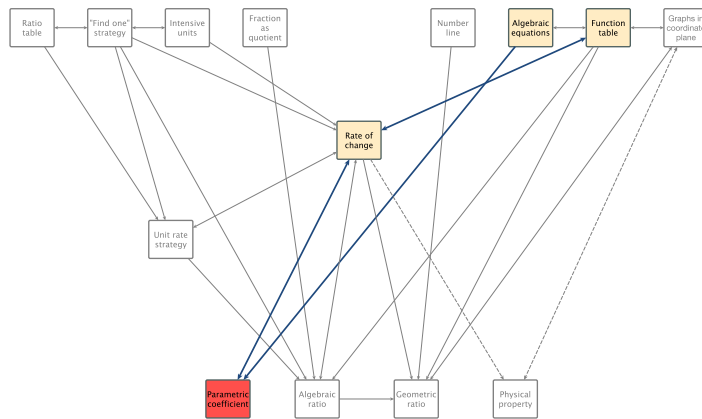 Ratio
table
"Find one"
strategy
Intensive
units
Fraction
as
quotient
Number
line
Algebraic
equations
Function
table
Graphs in
coordinate
plane
Rate of
change
Unit rate
strategy
Parametric
coefficient
Algebraic
ratio
Geometric
ratio
Physical
property